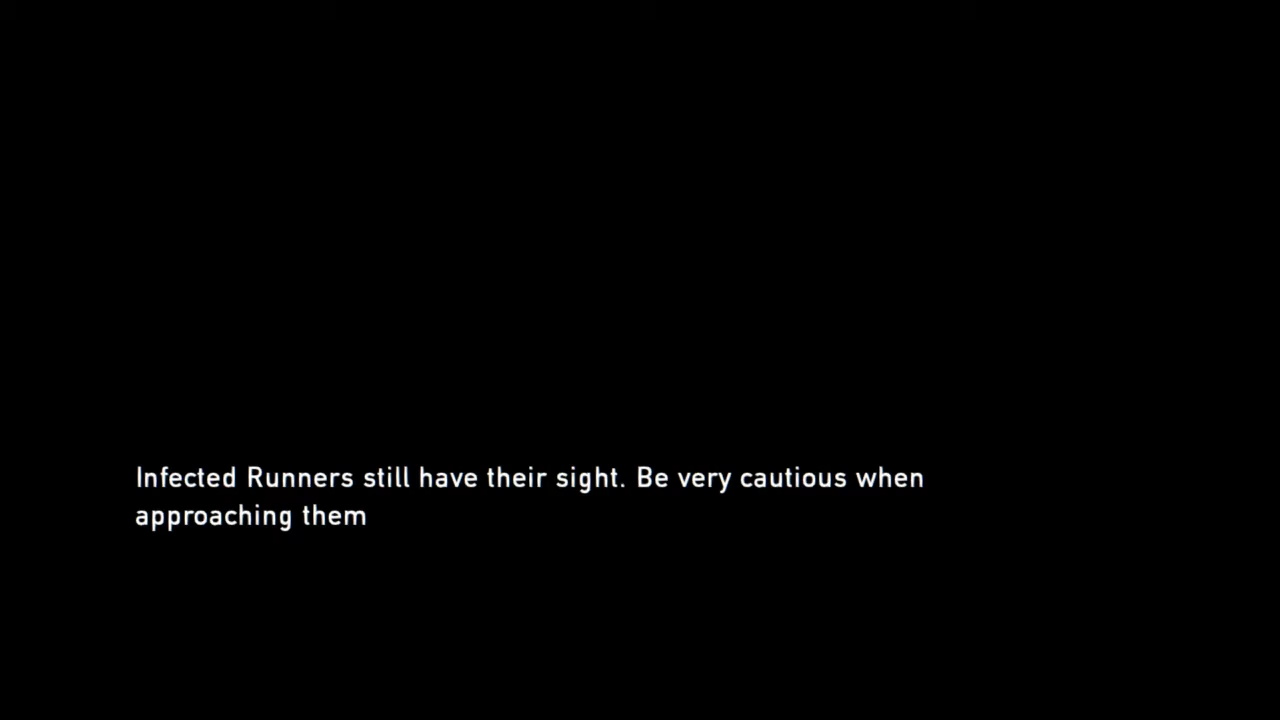 Infected Runners still have their sight. Be very cautious when
approaching them